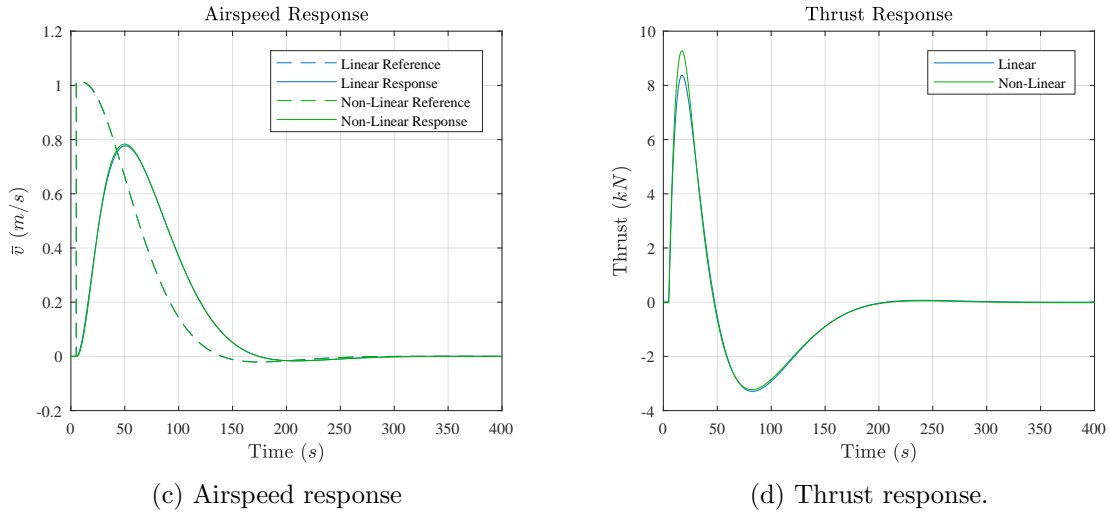 Airspeed Response
1.2
1
0.8
0.6
0.4
0.2
0
-0.2
v̄ (m/s)
Linear Reference
Linear Response
Non-Linear Reference
Non-Linear Response
0 50 100 150 200 250 300 350 400
Time (s)
(c) Airspeed response
Thrust Response
10
8
6
4
2
0
-2
-4
Thrust (kN)
Linear
Non-Linear
0 50 100 150 200 250 300 350 400
Time (s)
(d) Thrust response.